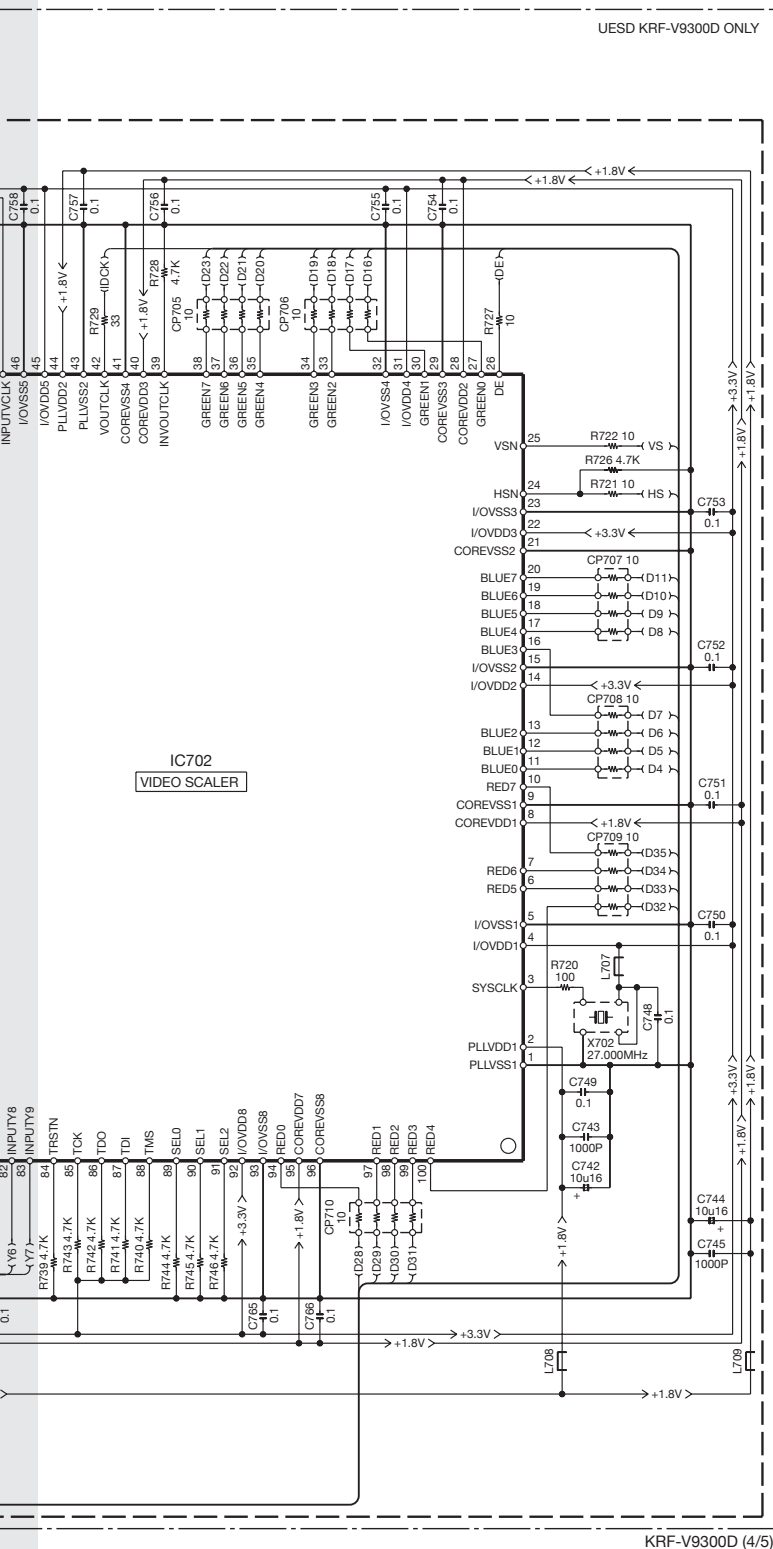 UESD KRF-V9300D ONLY
+1.8V
+1.8V
C758
0.1
C757
0.1
C756
0.1
C755
0.1
C754
0.1
+1.8V
R729
33
IDCK
+1.8V
R728
4.7K
D23
D22
D21
D20
CP705
10
D19
D18
D17
D16
CP706
10
DE
R727
10
INPUTVCLK
46
I/OVSS5
45
I/OVDD5
44
PLLVDD2
43
PLLVSS2
42
VOUTCLK
41
COREVSS4
40
COREVDD3
39
INVOUTCLK
38
GREEN7
37
GREEN6
36
GREEN5
35
GREEN4
34
GREEN3
33
GREEN2
32
I/OVSS4
31
I/OVDD4
30
GREEN1
29
COREVSS3
28
COREVDD2
27
GREEN0
26
DE
+3.3V
+1.8V
+1.8V
VSN
25
R722 10
VS
R726 4.7K
HSN
24
R721 10
HS
I/OVSS3
23
C753
0.1
I/OVDD3
22
+3.3V
COREVSS2
21
CP707 10
BLUE7
20
D11
BLUE6
19
D10
BLUE5
18
D9
BLUE4
17
D8
BLUE3
16
I/OVSS2
15
C752
0.1
I/OVDD2
14
+3.3V
CP708 10
D7
BLUE2
13
D6
BLUE1
12
D5
BLUE0
11
D4
IC702
VIDEO SCALER
RED7
10
COREVSS1
9
C751
0.1
COREVDD1
8
+1.8V
CP709 10
D35
RED6
7
D34
RED5
6
D33
D32
I/OVSS1
5
C750
0.1
I/OVDD1
4
L707
SYSCLK
3
R720
100
C748
0.1
X702
27.000MHz
PLLVDD1
2
PLLVSS1
1
C749
0.1
C743
1000P
C742
10u16
+
+3.3V
+1.8V
+1.8V
82
INPUTY8
83
INPUTY9
84
TRSTN
85
TCK
86
TDO
87
TDI
88
TMS
89
SEL0
90
SEL1
91
SEL2
92
I/OVDD8
93
I/OVSS8
94
RED0
95
COREVDD7
96
COREVSS8
97
RED1
98
RED2
99
RED3
100
RED4
Y6
Y7
R739 4.7K
R743 4.7K
R742 4.7K
R741 4.7K
R740 4.7K
R744 4.7K
R745 4.7K
R746 4.7K
+3.3V
+1.8V
CP710
10
D28
D29
D30
D31
+1.8V
C744
10u16
+
C745
1000P
0.1
C765
0.1
C766
0.1
+3.3V
+1.8V
L708
L709
+1.8V
KRF-V9300D (4/5)